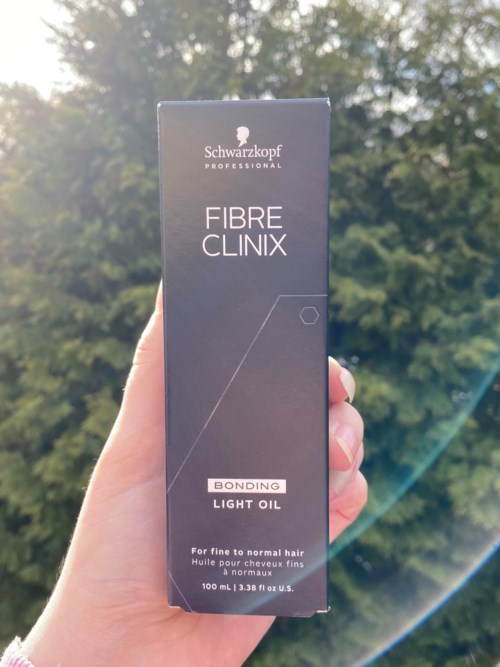 Schwarzkopf
PROFESSIONAL
FIBRE
CLINIX
BONDING
LIGHT OIL
For fine to normal hair
Huile pour cheveux fins
à normaux
100 mL | 3.38 fl oz U.S.